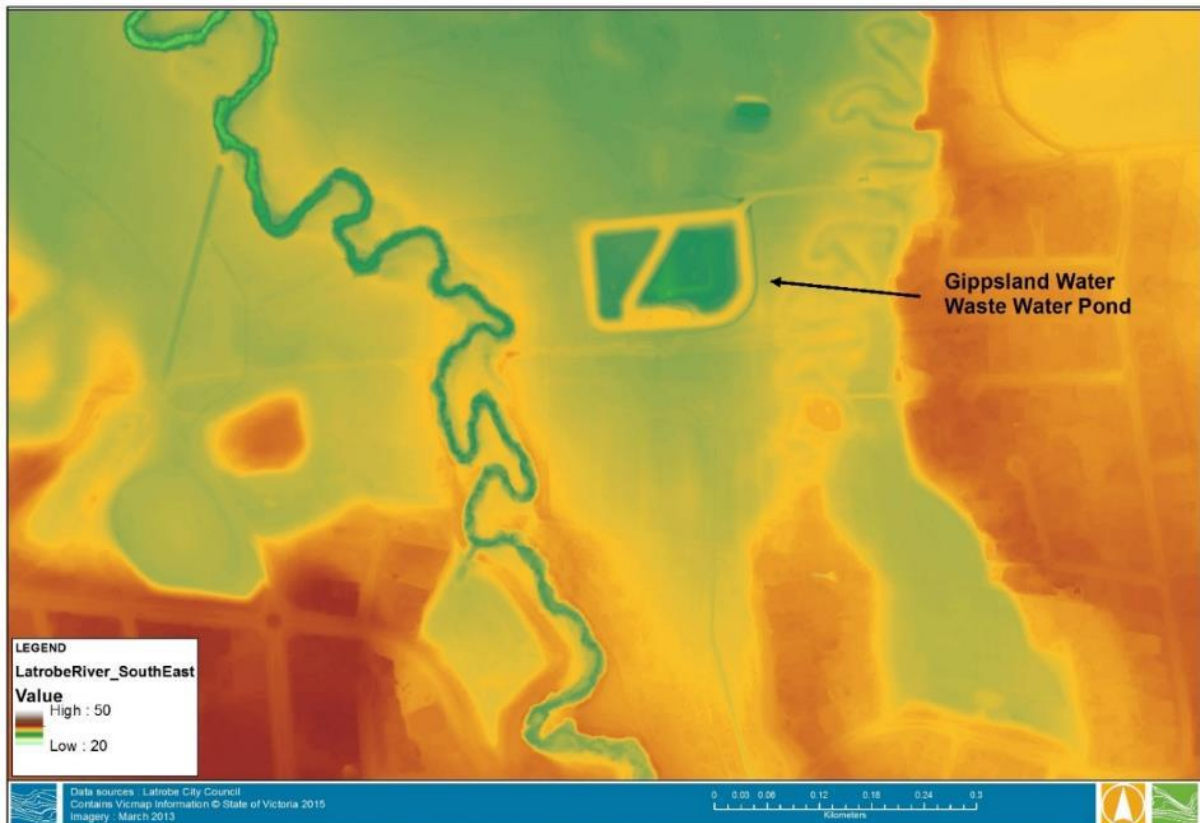 Gippsland Water
Waste Water Pond
LEGEND
LatrobeRiver_SouthEast
Value
High : 50
Low : 20
Data sources : Latrobe City Council
Contains Vicmap Information © State of Victoria 2015
Imagery : March 2013
0 0.03 0.06 0.12 0.18 0.24 0.3
Kilometers